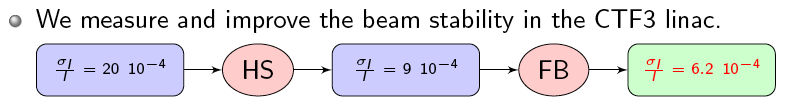 We measure and improve the beam stability in the CTF3 linac.
σI/I = 20 10−4 HS σI/I = 9 10−4 FB σI/I = 6.2 10−4